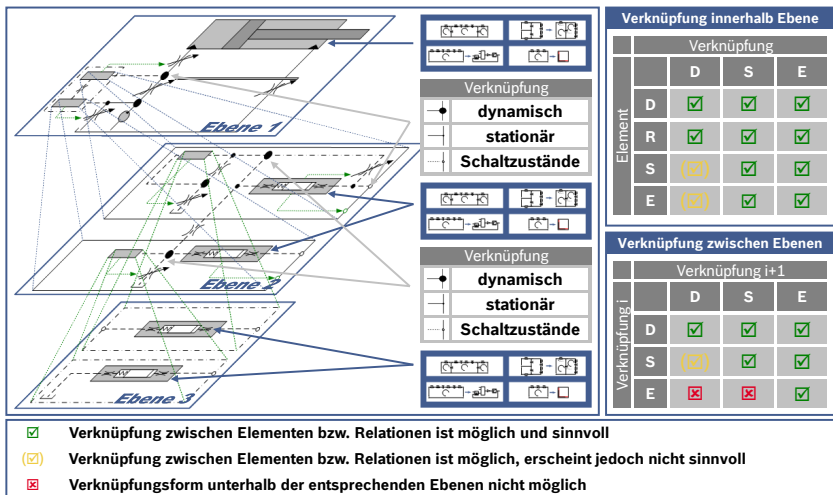 Ebene 1
Ebene 2
Ebene 3
Verknüpfung
dynamisch
stationär
Schaltzustände
Verknüpfung
dynamisch
stationär
Schaltzustände
Verknüpfung innerhalb Ebene
Verknüpfung
D S E
Element
D
R
S
E
Verknüpfung zwischen Ebenen
Verknüpfung i+1
D S E
Verknüpfung i
D
S
E
Verknüpfung zwischen Elementen bzw. Relationen ist möglich und sinnvoll
Verknüpfung zwischen Elementen bzw. Relationen ist möglich, erscheint jedoch nicht sinnvoll
Verknüpfungsform unterhalb der entsprechenden Ebenen nicht möglich